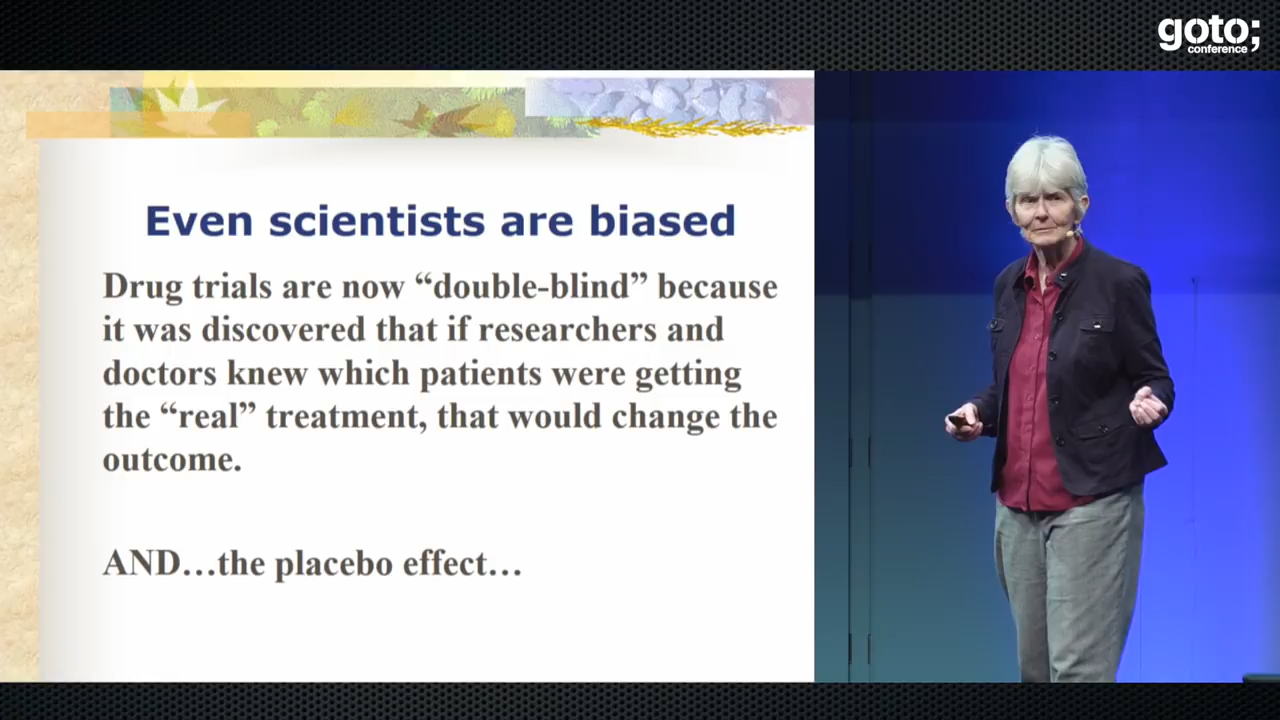 goto;
conference
Even scientists are biased
Drug trials are now “double-blind” because
it was discovered that if researchers and
doctors knew which patients were getting
the “real” treatment, that would change the
outcome.
AND…the placebo effect…